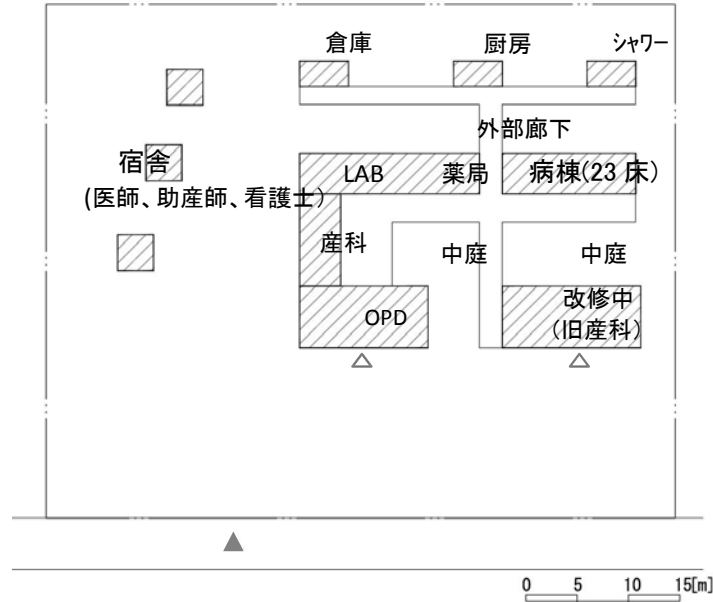 倉庫
厨房
シャワー
外部廊下
宿舎
(医師、助産師、看護士)
LAB
薬局
病棟(23 床)
産科
中庭
中庭
OPD
改修中
(旧産科)
0 5 10 15[m]